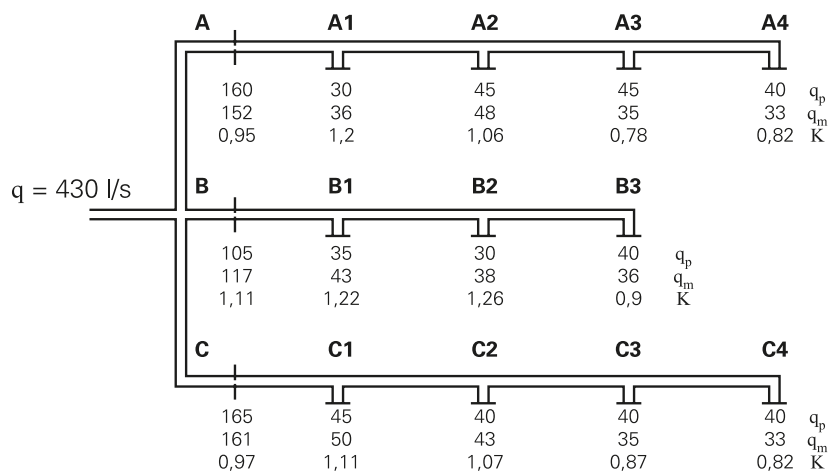 A A1 A2 A3 A4
160 30 45 45 40 qp
152 36 48 35 33 qm
0,95 1,2 1,06 0,78 0,82 K
q = 430 l/s
B B1 B2 B3
105 35 30 40 qp
117 43 38 36 qm
1,11 1,22 1,26 0,9 K
C C1 C2 C3 C4
165 45 40 40 40 qp
161 50 43 35 33 qm
0,97 1,11 1,07 0,87 0,82 K